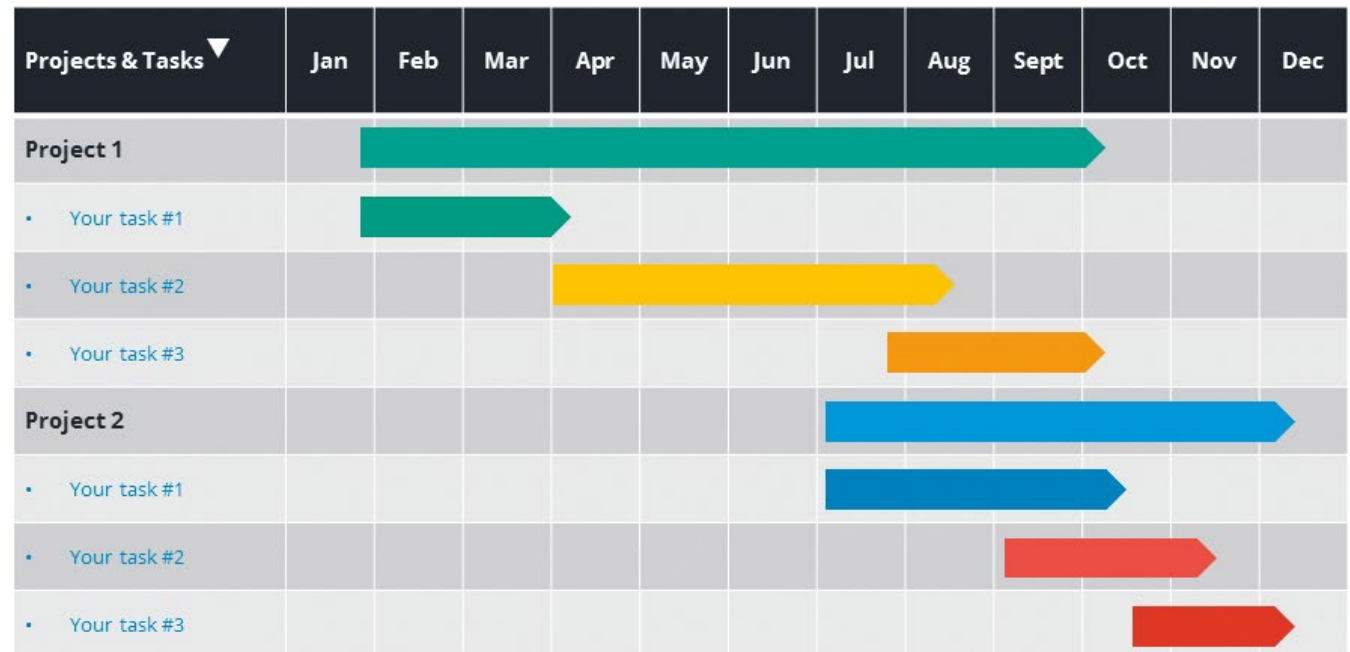 Projects & Tasks ▼ Jan Feb Mar Apr May Jun Jul Aug Sept Oct Nov Dec
Project 1
• Your task #1
• Your task #2
• Your task #3
Project 2
• Your task #1
• Your task #2
• Your task #3